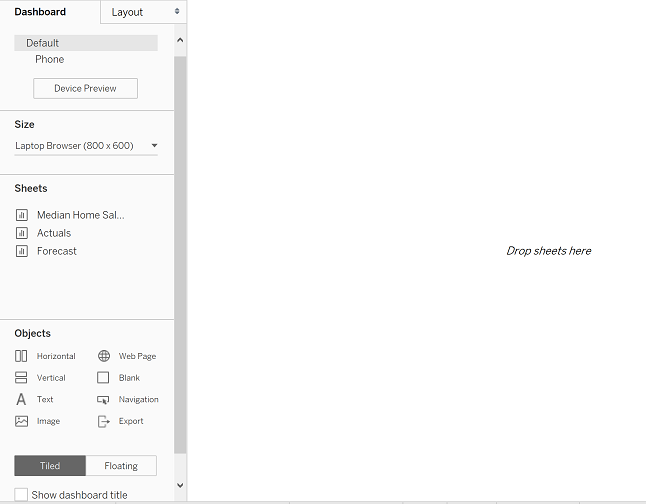 Dashboard Layout
Default
Phone
Device Preview
Size
Laptop Browser (800 x 600)
Sheets
Median Home Sal...
Actuals
Forecast
Drop sheets here
Objects
Horizontal Web Page
Vertical Blank
A Text Navigation
Image Export
Tiled Floating
Show dashboard title